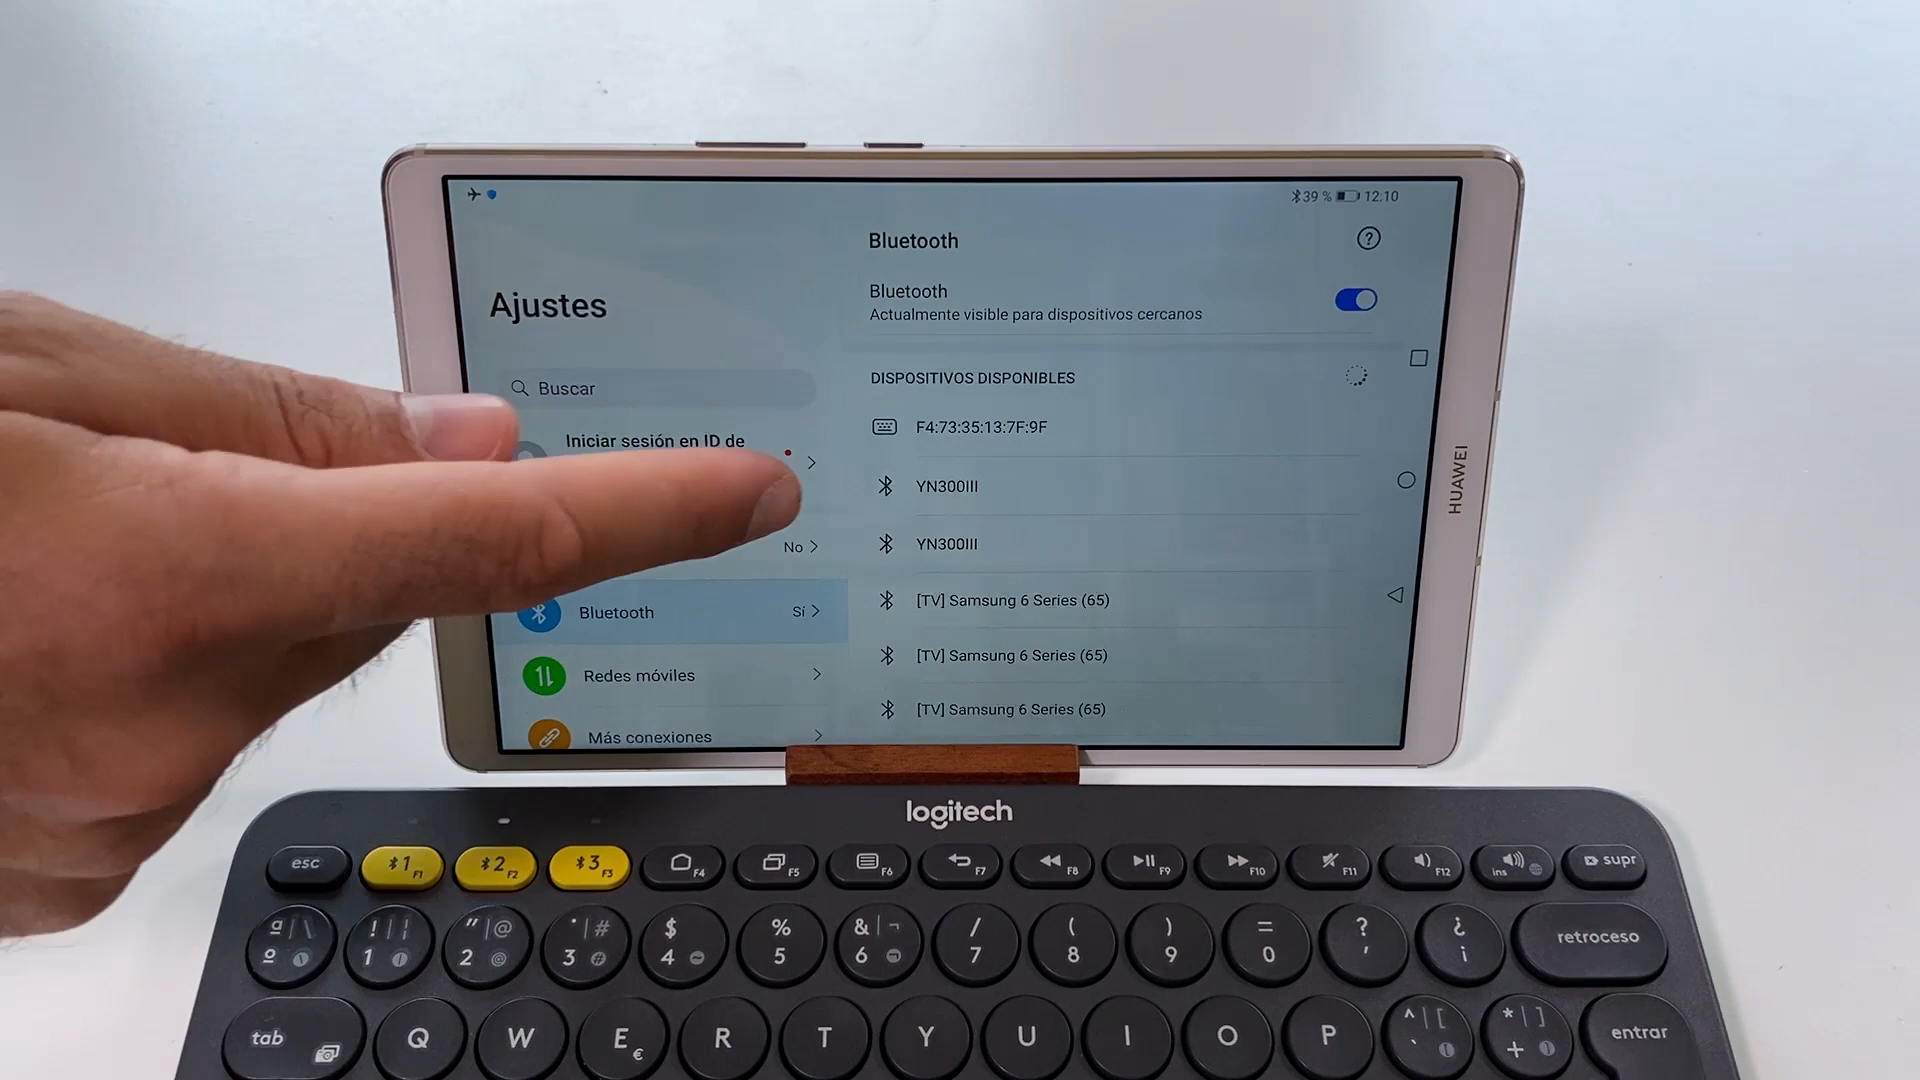 39 % 12:10
Bluetooth
?
Ajustes
Bluetooth
Actualmente visible para dispositivos cercanos
Buscar
DISPOSITIVOS DISPONIBLES
F4:73:35:13:7F:9F
Iniciar sesión en ID de
YN300III
No
YN300III
Bluetooth Sí
[TV] Samsung 6 Series (65)
Redes móviles
[TV] Samsung 6 Series (65)
Más conexiones
[TV] Samsung 6 Series (65)
HUAWEI
logitech
esc 1 F1 2 F2 3 F3 F4 F5 F6 F7 F8 F9 F10 F11 F12 ins supr
ª | \ ! | ¦ " | @ · | # $ % & | ¬ / ( ) = ? ¿
º \ 1 | 2 @ 3 # 4 ~ 5 6 ¬ 7 8 9 0 ' ¡ retroceso
tab Q W E € R T Y U I O P ^ | [ ` * | ] + entrar